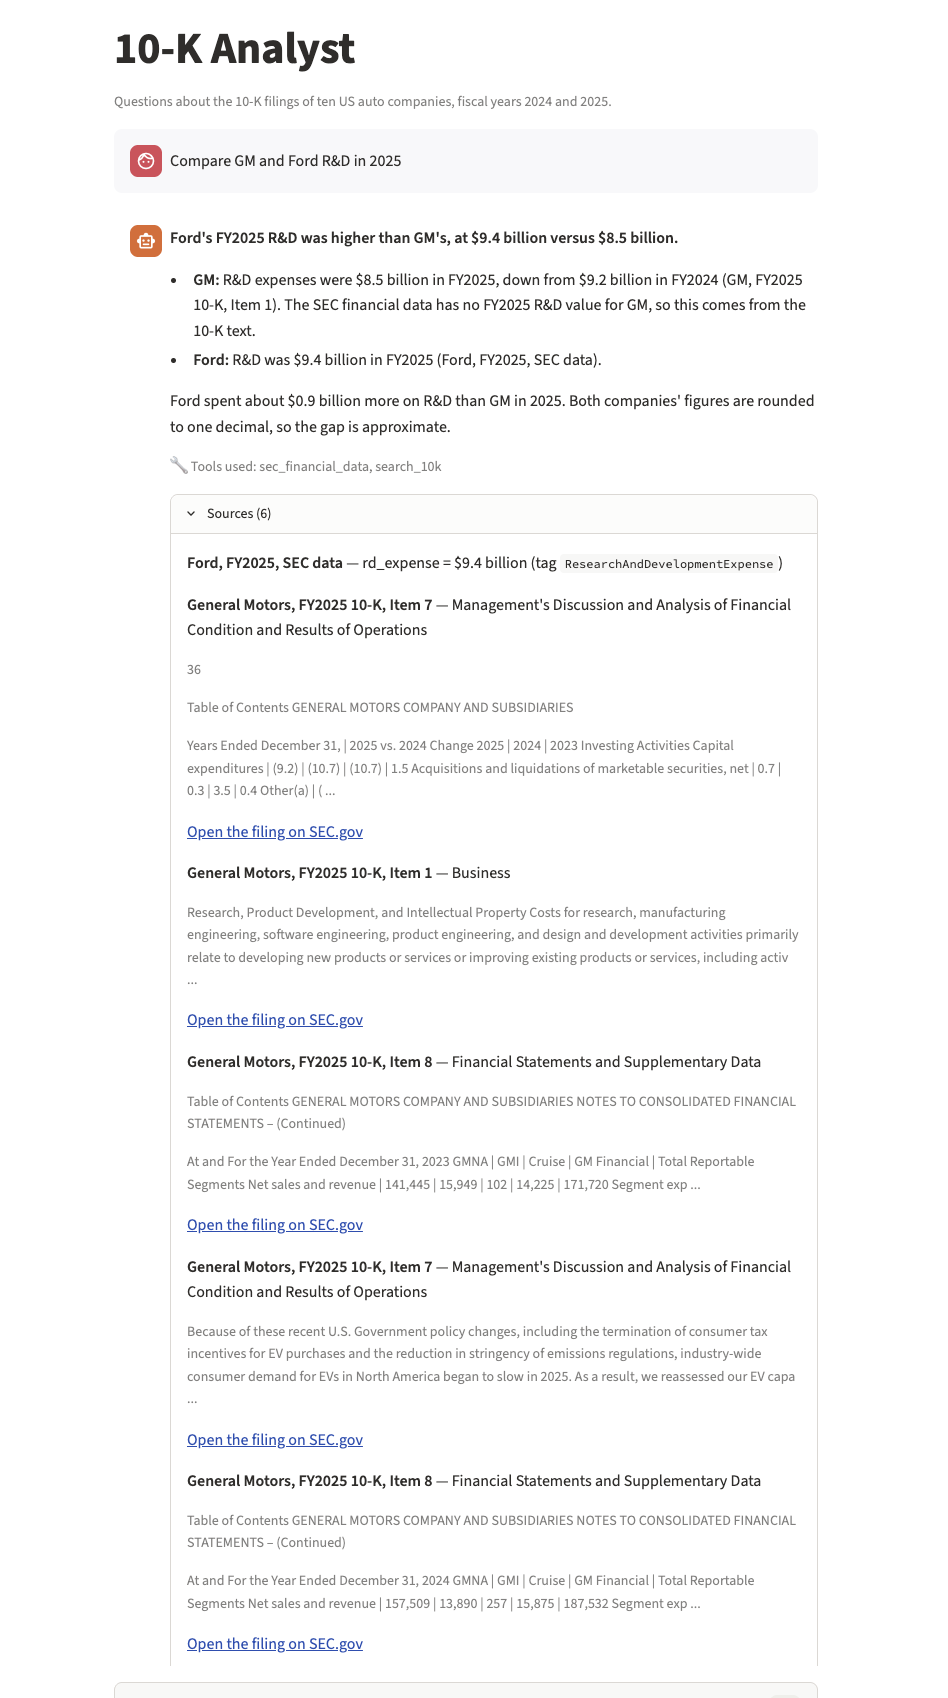 10-K Analyst
Questions about the 10-K filings of ten US auto companies, fiscal years 2024 and 2025.
Compare GM and Ford R&D in 2025
Ford's FY2025 R&D was higher than GM's, at $9.4 billion versus $8.5 billion.
• GM: R&D expenses were $8.5 billion in FY2025, down from $9.2 billion in FY2024 (GM, FY2025
10-K, Item 1). The SEC financial data has no FY2025 R&D value for GM, so this comes from the
10-K text.
• Ford: R&D was $9.4 billion in FY2025 (Ford, FY2025, SEC data).
Ford spent about $0.9 billion more on R&D than GM in 2025. Both companies' figures are rounded
to one decimal, so the gap is approximate.
Tools used: sec_financial_data, search_10k
Sources (6)
Ford, FY2025, SEC data — rd_expense = $9.4 billion (tag ResearchAndDevelopmentExpense )
General Motors, FY2025 10-K, Item 7 — Management's Discussion and Analysis of Financial
Condition and Results of Operations
36
Table of Contents GENERAL MOTORS COMPANY AND SUBSIDIARIES
Years Ended December 31, | 2025 vs. 2024 Change 2025 | 2024 | 2023 Investing Activities Capital
expenditures | (9.2) | (10.7) | (10.7) | 1.5 Acquisitions and liquidations of marketable securities, net | 0.7 |
0.3 | 3.5 | 0.4 Other(a) | ( ...
Open the filing on SEC.gov
General Motors, FY2025 10-K, Item 1 — Business
Research, Product Development, and Intellectual Property Costs for research, manufacturing
engineering, software engineering, product engineering, and design and development activities primarily
relate to developing new products or services or improving existing products or services, including activ
...
Open the filing on SEC.gov
General Motors, FY2025 10-K, Item 8 — Financial Statements and Supplementary Data
Table of Contents GENERAL MOTORS COMPANY AND SUBSIDIARIES NOTES TO CONSOLIDATED FINANCIAL
STATEMENTS – (Continued)
At and For the Year Ended December 31, 2023 GMNA | GMI | Cruise | GM Financial | Total Reportable
Segments Net sales and revenue | 141,445 | 15,949 | 102 | 14,225 | 171,720 Segment exp ...
Open the filing on SEC.gov
General Motors, FY2025 10-K, Item 7 — Management's Discussion and Analysis of Financial
Condition and Results of Operations
Because of these recent U.S. Government policy changes, including the termination of consumer tax
incentives for EV purchases and the reduction in stringency of emissions regulations, industry-wide
consumer demand for EVs in North America began to slow in 2025. As a result, we reassessed our EV capa
...
Open the filing on SEC.gov
General Motors, FY2025 10-K, Item 8 — Financial Statements and Supplementary Data
Table of Contents GENERAL MOTORS COMPANY AND SUBSIDIARIES NOTES TO CONSOLIDATED FINANCIAL
STATEMENTS – (Continued)
At and For the Year Ended December 31, 2024 GMNA | GMI | Cruise | GM Financial | Total Reportable
Segments Net sales and revenue | 157,509 | 13,890 | 257 | 15,875 | 187,532 Segment exp ...
Open the filing on SEC.gov